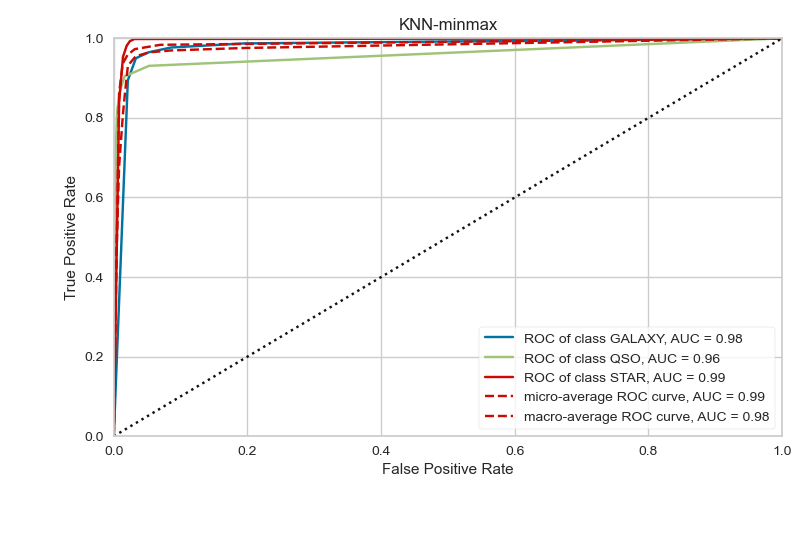 KNN-minmax
1.0
0.8
0.6
0.4
0.2
0.0
True Positive Rate
ROC of class GALAXY, AUC = 0.98
ROC of class QSO, AUC = 0.96
ROC of class STAR, AUC = 0.99
micro-average ROC curve, AUC = 0.99
macro-average ROC curve, AUC = 0.98
0.0 0.2 0.4 0.6 0.8 1.0
False Positive Rate